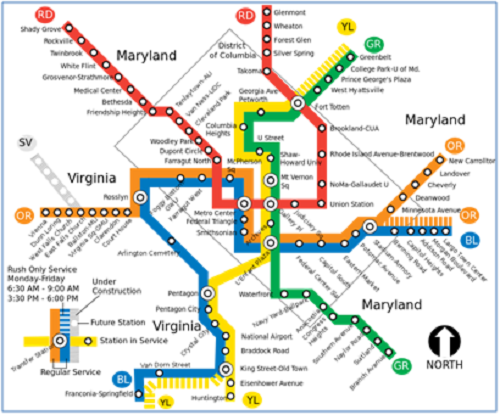 RD
Shady Grove
Rockville
Twinbrook
White Flint
Grosvenor-Strathmore
Medical Center
Bethesda
Friendship Heights
Tenleytown-AU
Van Ness-UDC
Cleveland Park
Woodley Park
Dupont Circle
Farragut North
Maryland
District
of Columbia
RD
Glenmont
Wheaton
Forest Glen
Silver Spring
Takoma
YL
GR
Greenbelt
College Park-U of Md.
Prince George's Plaza
West Hyattsville
Georgia Ave
Petworth
Fort Totten
Columbia
Heights
U Street
Shaw-
Howard Univ
Mt Vernon
Sq
Brookland-CUA
Rhode Island Avenue-Brentwood
NoMa-Gallaudet U
Union Station
Maryland
OR
New Carrollton
Landover
Cheverly
Deanwood
Minnesota Avenue
OR
BL
Largo Town Center
Morgan Boulevard
Addison Road
Capitol Heights
Benning Road
Stadium-Armory
Potomac Avenue
Eastern Market
Capitol South
Federal Center SW
L'Enfant Plaza
McPherson
Sq
Metro Center
Federal Triangle
Smithsonian
Judiciary Sq
Farragut West
SV
Virginia
OR
Vienna
Dunn Loring
West Falls Church
East Falls Church
Ballston-MU
Virginia Sq-GMU
Clarendon
Court House
Rosslyn
Arlington Cemetery
Pentagon
Pentagon City
Crystal City
Virginia
National Airport
Braddock Road
King Street-Old Town
Eisenhower Avenue
Huntington
YL
YL
Van Dorn Street
BL
Franconia-Springfield
Waterfront
Navy Yard-Ballpark
Anacostia
Congress
Heights
Southern Avenue
Naylor Road
Suitland
Branch Avenue
GR
Maryland
NORTH
Rush Only Service
Monday-Friday
6:30 AM - 9:00 AM
3:30 PM - 6:00 PM
Under
Construction
Future Station
Station in Service
Transfer Station
Regular Service